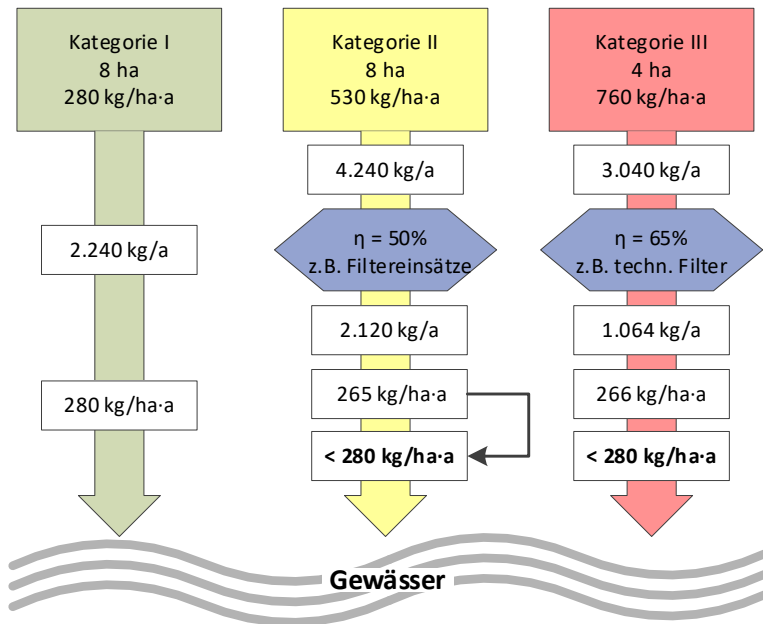 Kategorie I
8 ha
280 kg/ha·a
2.240 kg/a
280 kg/ha·a
Kategorie II
8 ha
530 kg/ha·a
4.240 kg/a
η = 50%
z.B. Filtereinsätze
2.120 kg/a
265 kg/ha·a
< 280 kg/ha·a
Kategorie III
4 ha
760 kg/ha·a
3.040 kg/a
η = 65%
z.B. techn. Filter
1.064 kg/a
266 kg/ha·a
< 280 kg/ha·a
Gewässer